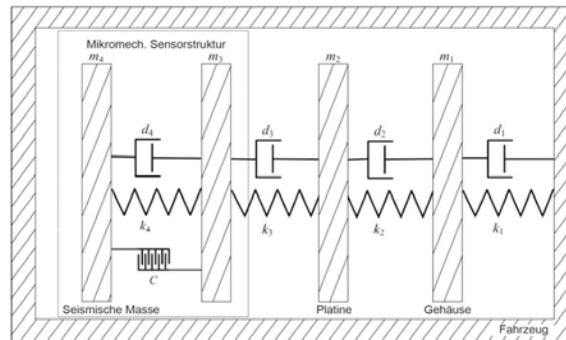 Mikromech. Sensorstruktur
m4 m3 m2 m1
d4 d3 d2 d1
k4 k3 k2 k1
C
Seismische Masse Platine Gehäuse
Fahrzeug